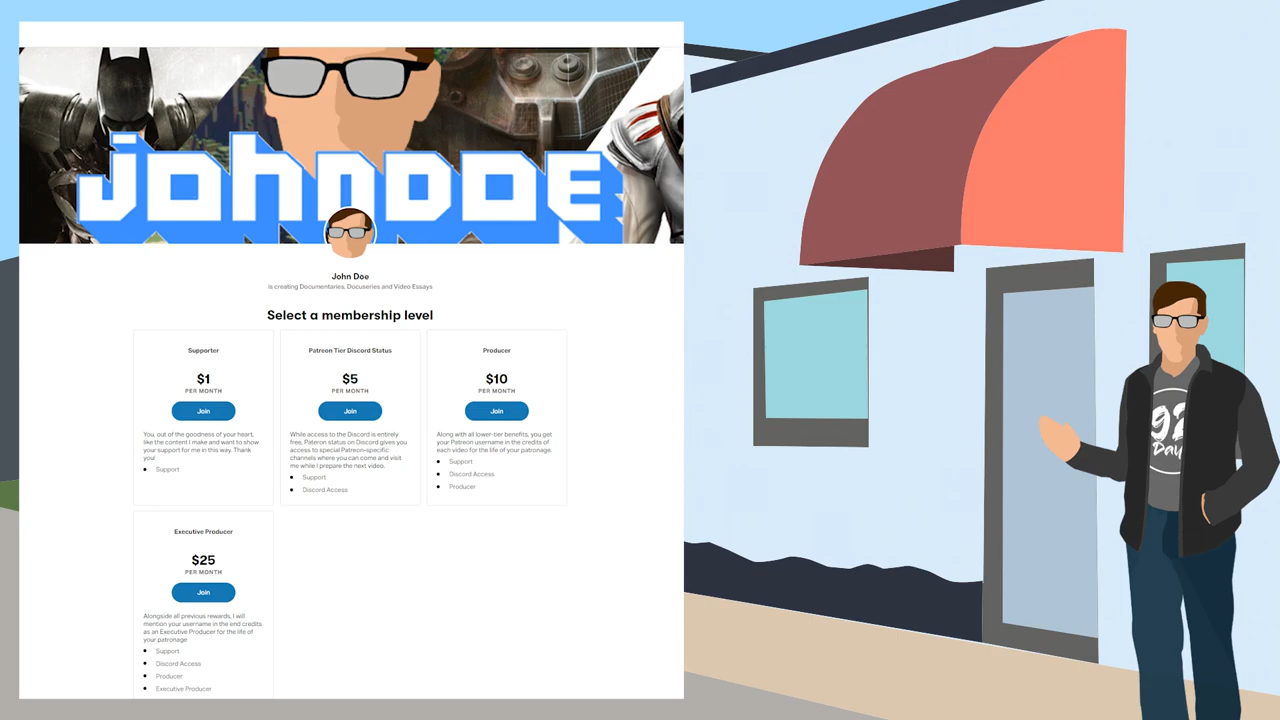 johnDOE
John Doe
is creating Documentaries, Docuseries and Video Essays
Select a membership level
Supporter
$1
PER MONTH
Join
You, out of the goodness of your heart,
like the content I make and want to show
your support for me in this way. Thank
you!
Support
Patreon Tier Discord Status
$5
PER MONTH
Join
While access to the Discord is entirely
free, Pateron status on Discord gives you
access to special Patreon-specific
channels where you can come and visit
me while I prepare the next video.
Support
Discord Access
Producer
$10
PER MONTH
Join
Along with all lower-tier benefits, you get
your Patreon username in the credits of
each video for the life of your patronage.
Support
Discord Access
Producer
Executive Producer
$25
PER MONTH
Join
Alongside all previous rewards, I will
mention your username in the end credits
as an Executive Producer for the life of
your patronage
Support
Discord Access
Producer
Executive Producer
92